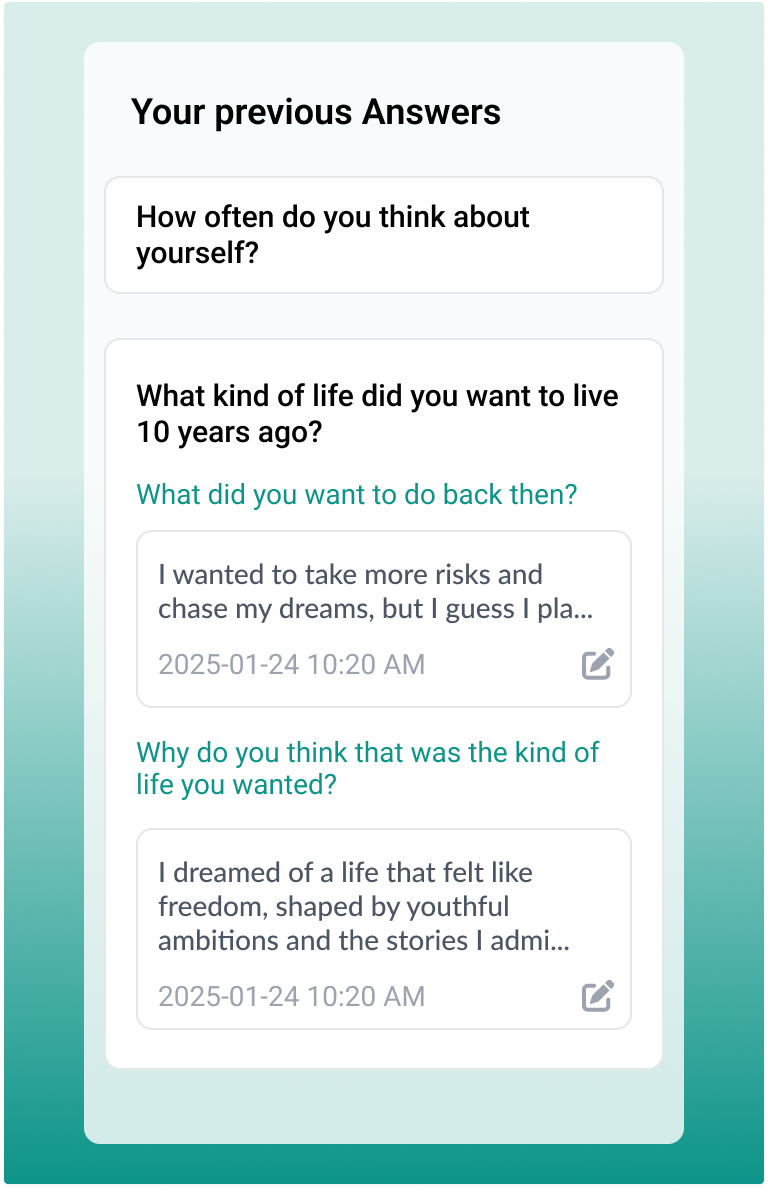 Your previous Answers
How often do you think about
yourself?
What kind of life did you want to live
10 years ago?
What did you want to do back then?
I wanted to take more risks and
chase my dreams, but I guess I pla...
2025-01-24 10:20 AM
Why do you think that was the kind of
life you wanted?
I dreamed of a life that felt like
freedom, shaped by youthful
ambitions and the stories I admi...
2025-01-24 10:20 AM